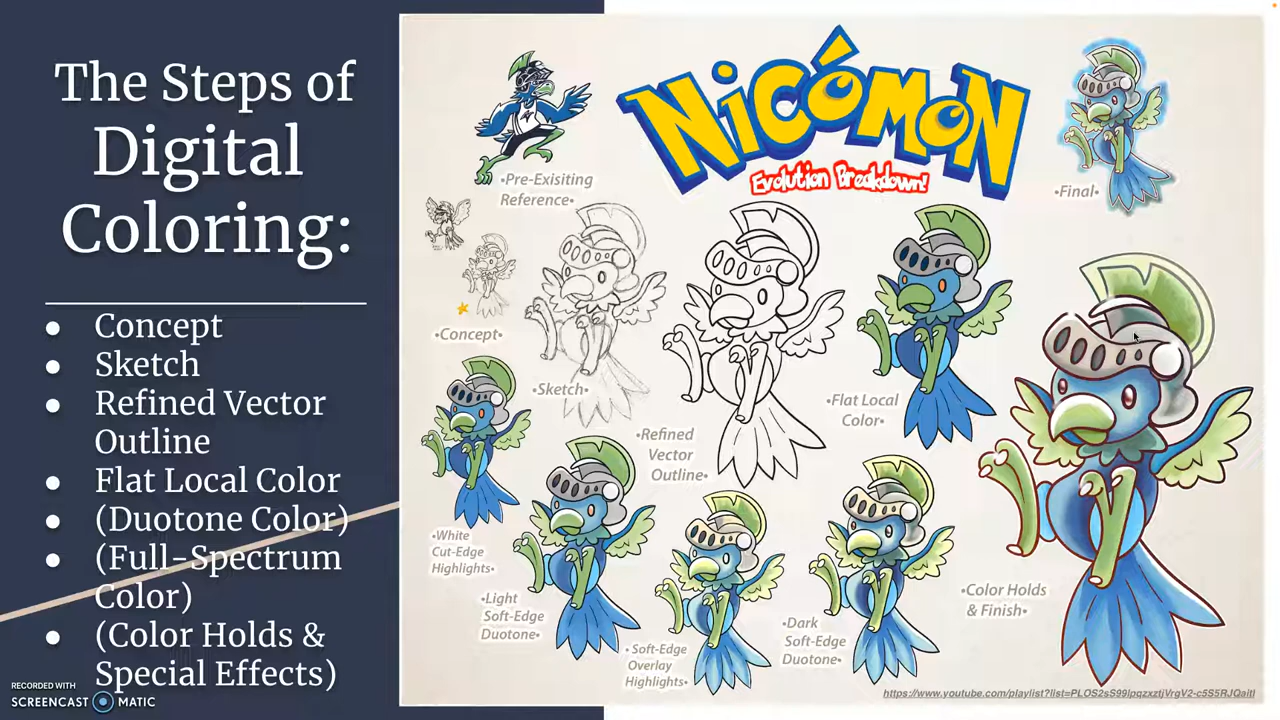 The Steps of
Digital
Coloring:
● Concept
● Sketch
● Refined Vector
Outline
● Flat Local Color
● (Duotone Color)
● (Full-Spectrum
Color)
● (Color Holds &
Special Effects)
RECORDED WITH
SCREENCAST MATIC
NiCóMON
Evolution Breakdown!
•Pre-Exisiting
Reference•
•Final•
•Concept•
•Sketch•
•Refined
Vector
Outline•
•Flat Local
Color•
•White
Cut-Edge
Highlights•
•Light
Soft-Edge
Duotone•
• Soft-Edge
Overlay
Highlights•
•Dark
Soft-Edge
Duotone•
•Color Holds
& Finish•